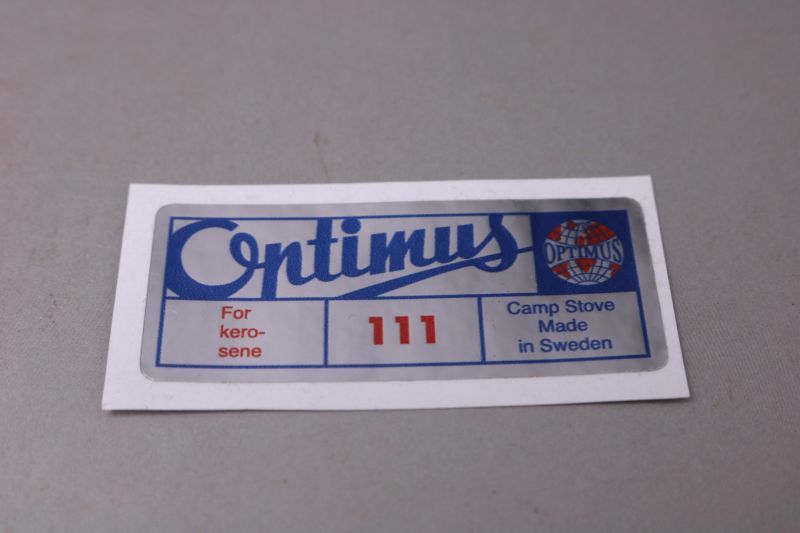 Optimus
OPTIMUS
For
kero-
sene
111
Camp Stove
Made
in Sweden